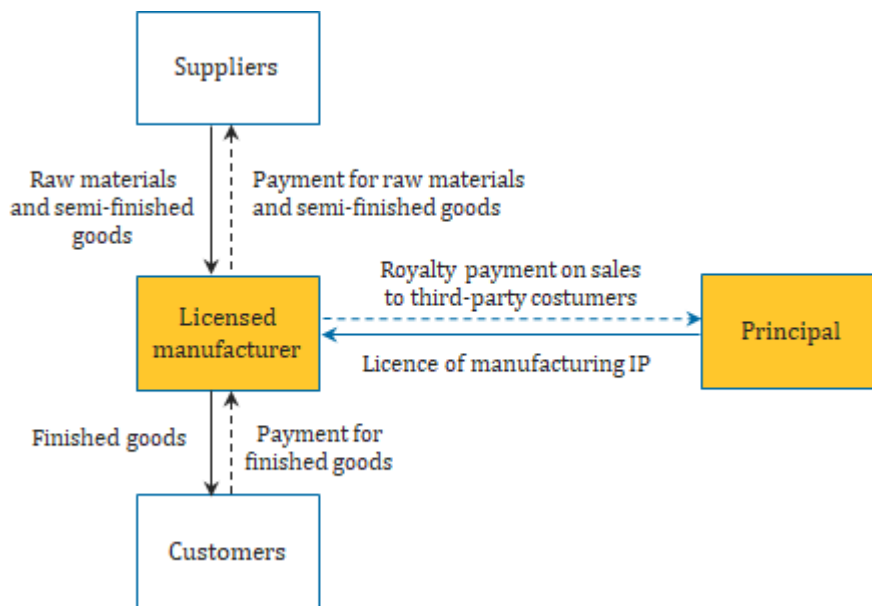 Suppliers
Raw materials
and semi-finished
goods
Payment for raw materials
and semi-finished goods
Royalty payment on sales
to third-party costumers
Licensed
manufacturer
Principal
Licence of manufacturing IP
Finished goods
Payment for
finished goods
Customers